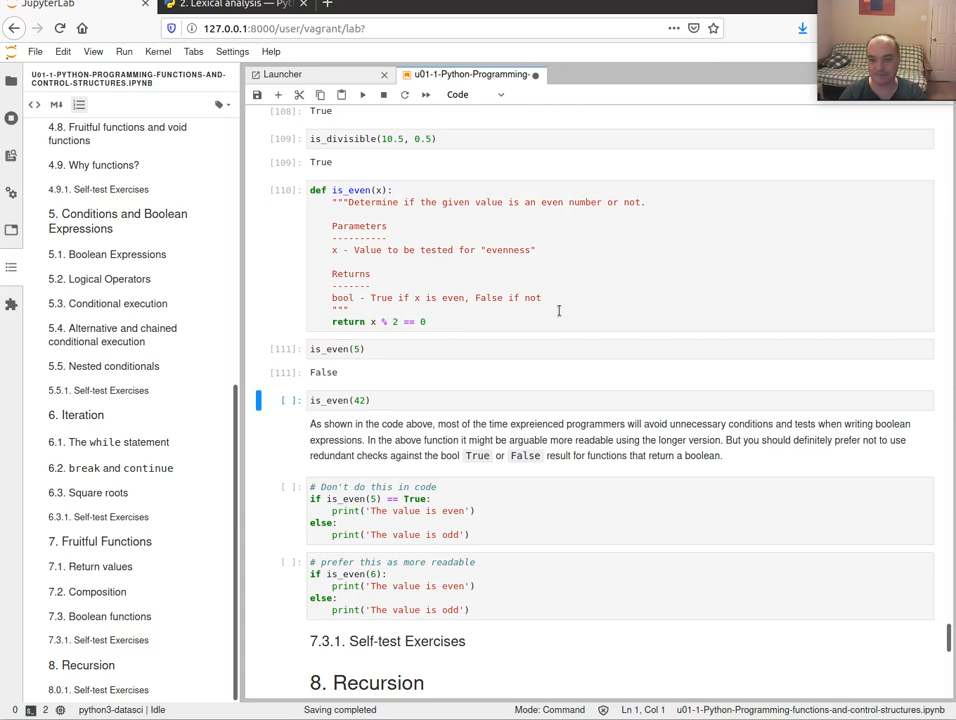 JupyterLab
2. Lexical analysis — Pyt
127.0.0.1:8000/user/vagrant/lab?
File Edit View Run Kernel Tabs Settings Help
U01-1-PYTHON-PROGRAMMING-FUNCTIONS-AND-
CONTROL-STRUCTURES.IPYNB
4.8. Fruitful functions and void
functions
4.9. Why functions?
4.9.1. Self-test Exercises
5. Conditions and Boolean
Expressions
5.1. Boolean Expressions
5.2. Logical Operators
5.3. Conditional execution
5.4. Alternative and chained
conditional execution
5.5. Nested conditionals
5.5.1. Self-test Exercises
6. Iteration
6.1. The while statement
6.2. break and continue
6.3. Square roots
6.3.1. Self-test Exercises
7. Fruitful Functions
7.1. Return values
7.2. Composition
7.3. Boolean functions
7.3.1. Self-test Exercises
8. Recursion
8.0.1. Self-test Exercises
Launcher
u01-1-Python-Programming-
Code
[108]: True
[109]: is_divisible(10.5, 0.5)
[109]: True
[110]: def is_even(x):
"""Determine if the given value is an even number or not.
Parameters
----------
x - Value to be tested for "evenness"
Returns
-------
bool - True if x is even, False if not
"""
return x % 2 == 0
[111]: is_even(5)
[111]: False
[ ]: is_even(42)
As shown in the code above, most of the time expreienced programmers will avoid unnecessary conditions and tests when writing boolean
expressions. In the above function it might be arguable more readable using the longer version. But you should definitely prefer not to use
redundant checks against the bool True or False result for functions that return a boolean.
[ ]: # Don't do this in code
if is_even(5) == True:
print('The value is even')
else:
print('The value is odd')
[ ]: # prefer this as more readable
if is_even(6):
print('The value is even')
else:
print('The value is odd')
7.3.1. Self-test Exercises
8. Recursion
0 2 python3-datasci | Idle Saving completed Mode: Command Ln 1, Col 1 u01-1-Python-Programming-functions-and-control-structures.ipynb